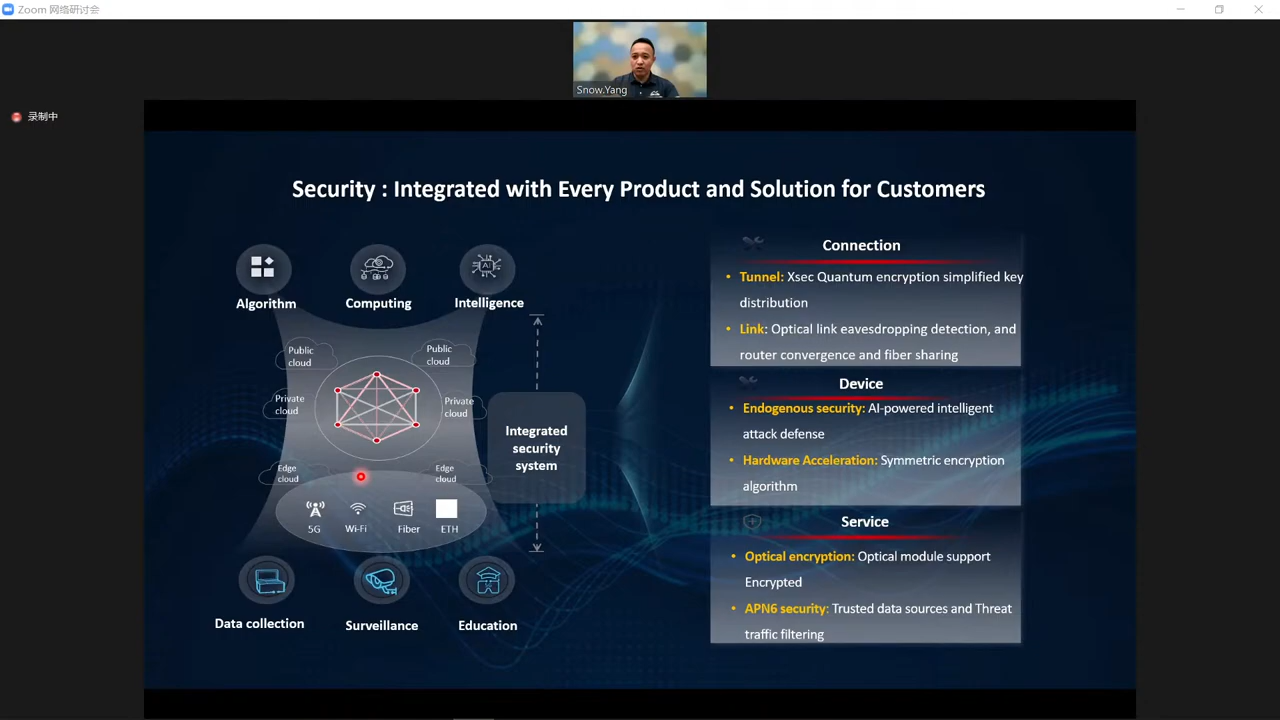 Zoom 网络研讨会
Snow.Yang
录制中
Security : Integrated with Every Product and Solution for Customers
Algorithm
Computing
AI
Intelligence
Public
cloud
Public
cloud
Private
cloud
Private
cloud
Edge
cloud
Edge
cloud
5G
Wi-Fi
Fiber
ETH
Integrated
security
system
Data collection
Surveillance
Education
Connection
• Tunnel: Xsec Quantum encryption simplified key
distribution
• Link: Optical link eavesdropping detection, and
router convergence and fiber sharing
Device
• Endogenous security: AI-powered intelligent
attack defense
• Hardware Acceleration: Symmetric encryption
algorithm
Service
• Optical encryption: Optical module support
Encrypted
• APN6 security: Trusted data sources and Threat
traffic filtering